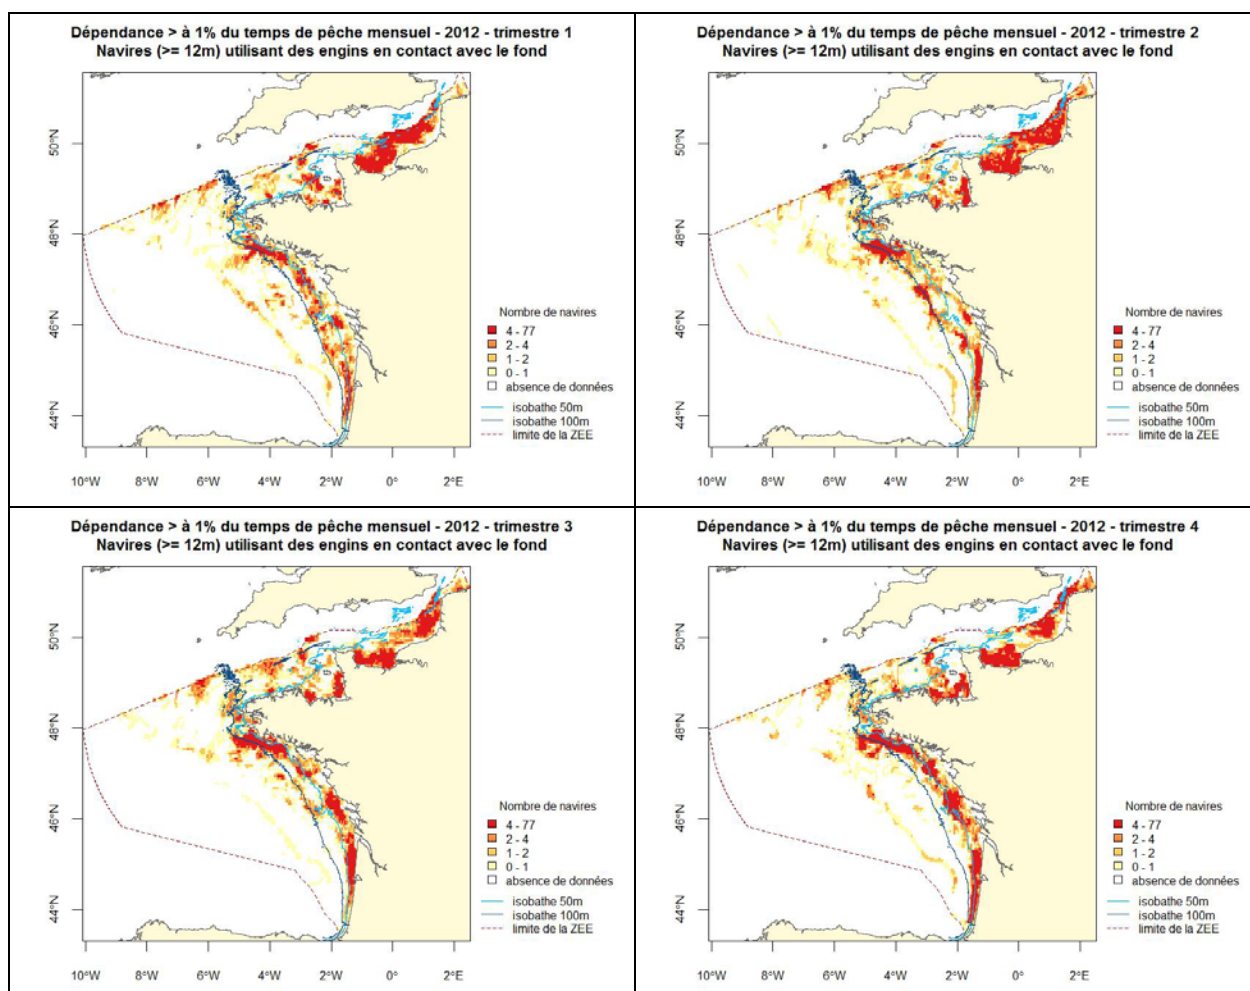 Dépendance > à 1% du temps de pêche mensuel - 2012 - trimestre 1
Navires (>= 12m) utilisant des engins en contact avec le fond
50°N
48°N
46°N
44°N
Nombre de navires
4 - 77
2 - 4
1 - 2
0 - 1
absence de données
isobathe 50m
isobathe 100m
limite de la ZEE
10°W 8°W 6°W 4°W 2°W 0° 2°E
Dépendance > à 1% du temps de pêche mensuel - 2012 - trimestre 2
Navires (>= 12m) utilisant des engins en contact avec le fond
50°N
48°N
46°N
44°N
Nombre de navires
4 - 77
2 - 4
1 - 2
0 - 1
absence de données
isobathe 50m
isobathe 100m
limite de la ZEE
10°W 8°W 6°W 4°W 2°W 0° 2°E
Dépendance > à 1% du temps de pêche mensuel - 2012 - trimestre 3
Navires (>= 12m) utilisant des engins en contact avec le fond
50°N
48°N
46°N
44°N
Nombre de navires
4 - 77
2 - 4
1 - 2
0 - 1
absence de données
isobathe 50m
isobathe 100m
limite de la ZEE
10°W 8°W 6°W 4°W 2°W 0° 2°E
Dépendance > à 1% du temps de pêche mensuel - 2012 - trimestre 4
Navires (>= 12m) utilisant des engins en contact avec le fond
50°N
48°N
46°N
44°N
Nombre de navires
4 - 77
2 - 4
1 - 2
0 - 1
absence de données
isobathe 50m
isobathe 100m
limite de la ZEE
10°W 8°W 6°W 4°W 2°W 0° 2°E